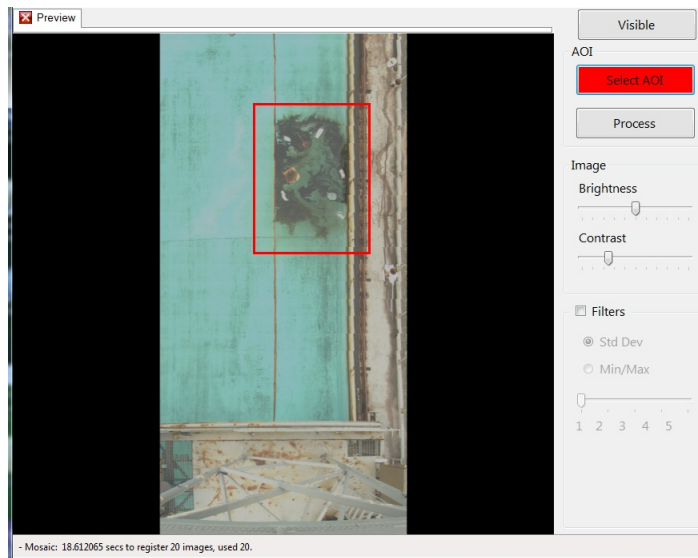 Preview
Visible
AOI
Select AOI
Process
Image
Brightness
Contrast
Filters
Std Dev
Min/Max
1 2 3 4 5
- Mosaic: 18.612065 secs to register 20 images, used 20.